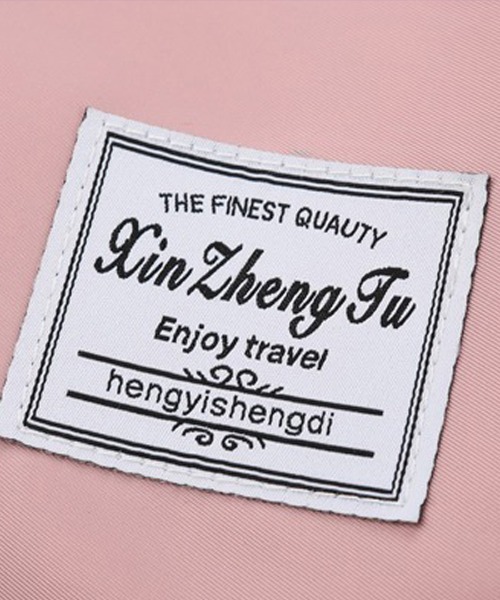 THE FINEST QUAUTY
Xin Zheng Tu
Enjoy travel
hengyishengdi